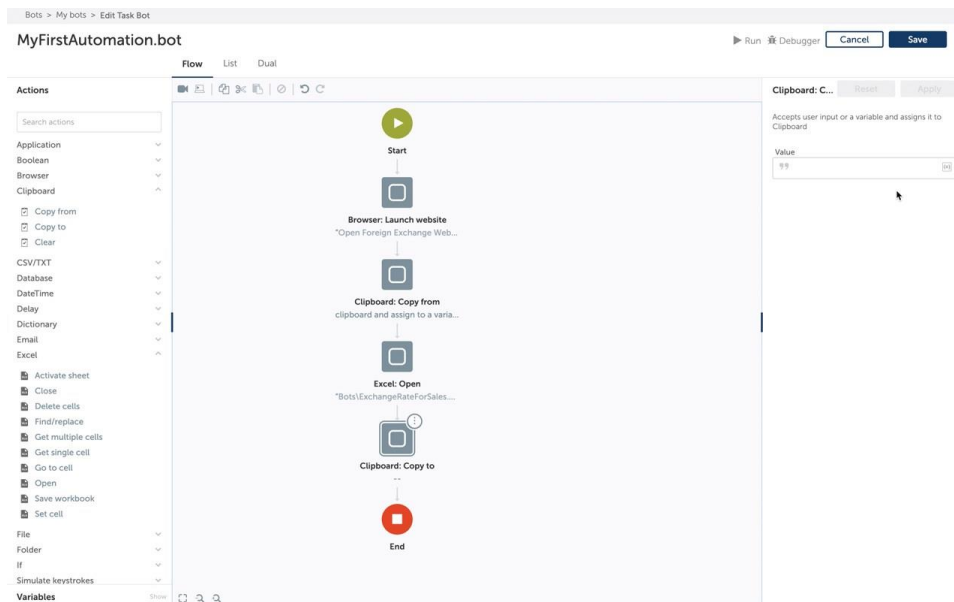 Bots > My bots > Edit Task Bot
MyFirstAutomation.bot
Run
Debugger
Cancel
Save
Flow
List
Dual
Actions
Search actions
Application
Boolean
Browser
Clipboard
Copy from
Copy to
Clear
CSV/TXT
Database
DateTime
Delay
Dictionary
Email
Excel
Activate sheet
Close
Delete cells
Find/replace
Get multiple cells
Get single cell
Go to cell
Open
Save workbook
Set cell
File
Folder
If
Simulate keystrokes
Variables
Show
Start
Browser: Launch website
"Open Foreign Exchange Web...
Clipboard: Copy from
clipboard and assign to a varia...
Excel: Open
"Bots\ExchangeRateForSales....
Clipboard: Copy to
--
End
Clipboard: C...
Reset
Apply
Accepts user input or a variable and assigns it to
Clipboard
Value